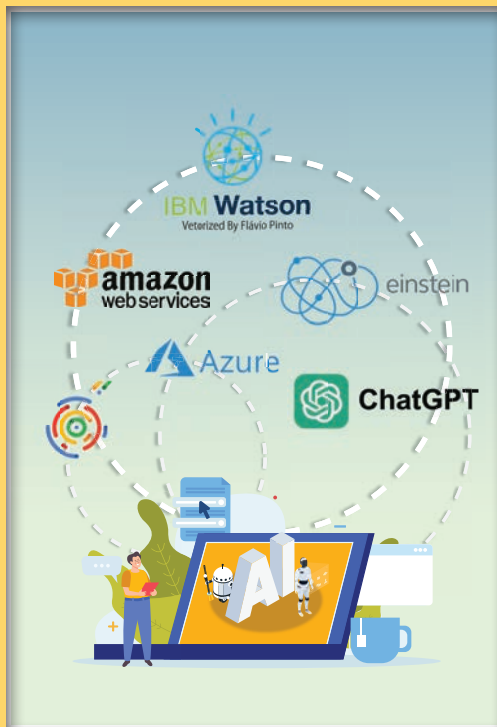 IBM Watson
Veterized By Flávio Pinto
amazon
web services
einstein
Azure
ChatGPT
AI